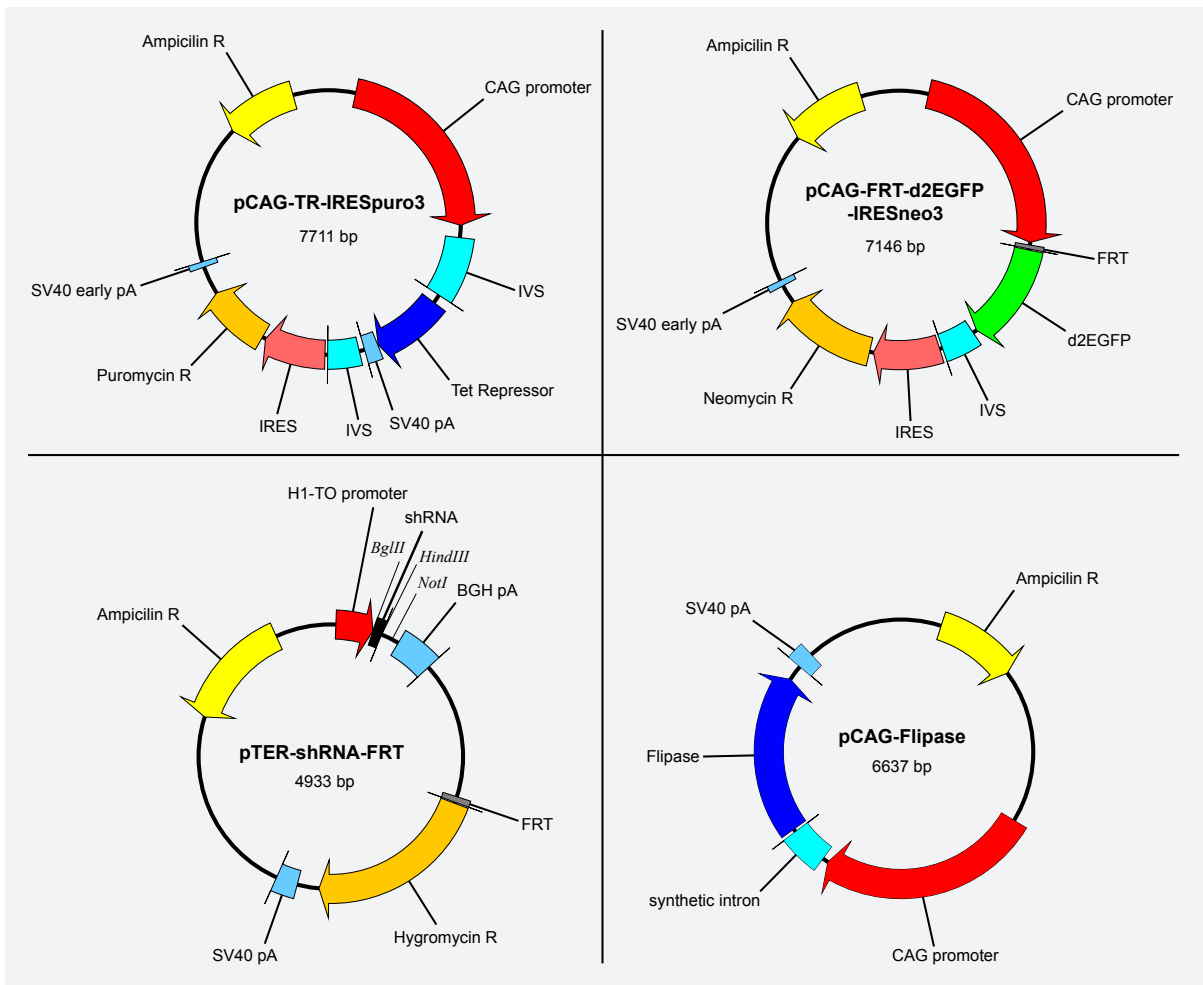 Ampicilin R
CAG promoter
pCAG-TR-IRESpuro3
7711 bp
IVS
SV40 early pA
Puromycin R
Tet Repressor
IRES
IVS
SV40 pA
Ampicilin R
CAG promoter
pCAG-FRT-d2EGFP
-IRESneo3
7146 bp
FRT
SV40 early pA
d2EGFP
Neomycin R
IVS
IRES
H1-TO promoter
shRNA
BglII
HindIII
NotI
BGH pA
Ampicilin R
pTER-shRNA-FRT
4933 bp
FRT
Hygromycin R
SV40 pA
Ampicilin R
SV40 pA
pCAG-Flipase
6637 bp
Flipase
synthetic intron
CAG promoter